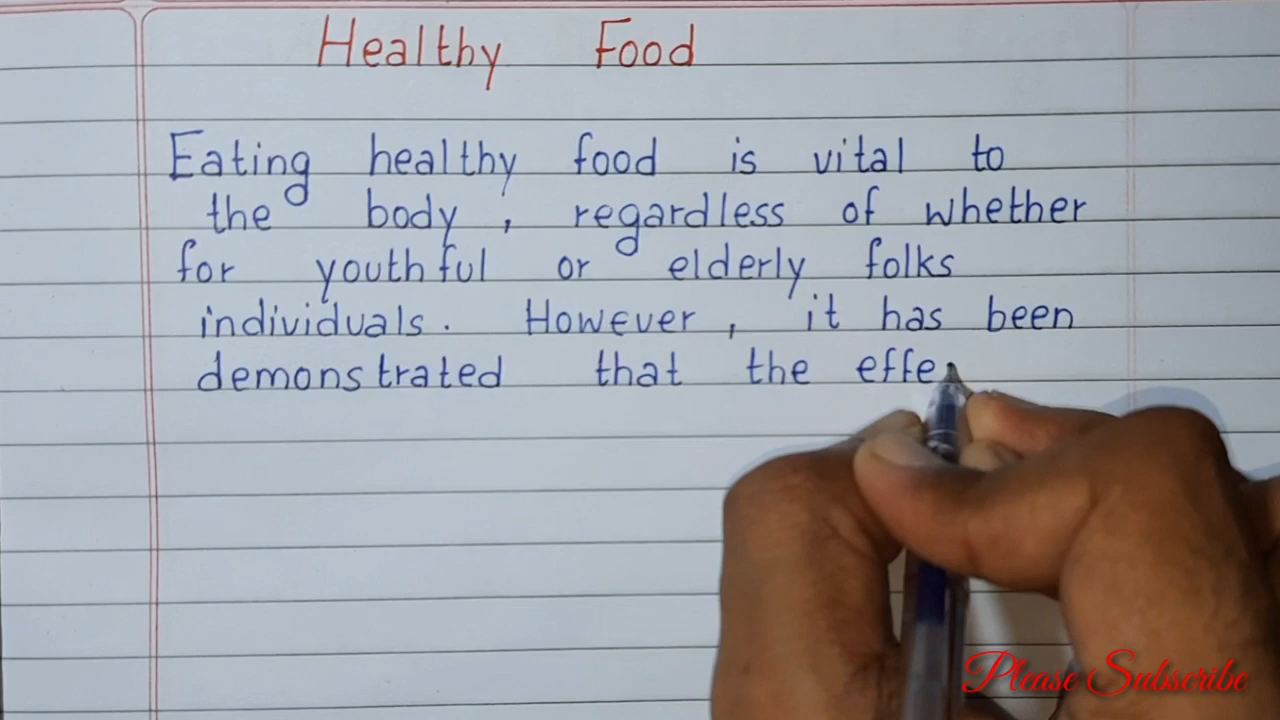 Healthy Food
Eating healthy food is vital to
the body, regardless of whether
for youthful or elderly folks
individuals. However, it has been
demonstrated that the effe
Please Subscribe